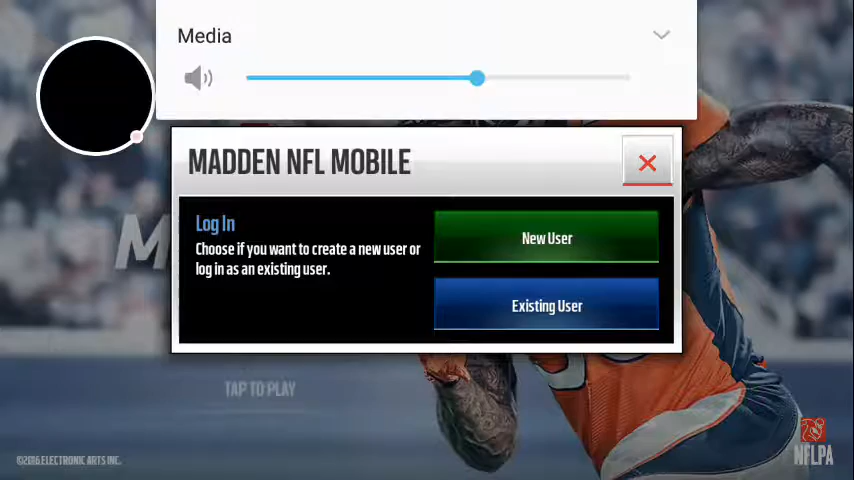 Media
MADDEN NFL MOBILE
Log In
Choose if you want to create a new user or
log in as an existing user.
New User
Existing User
M
TAP TO PLAY
©2016 ELECTRONIC ARTS INC.
NFLPA